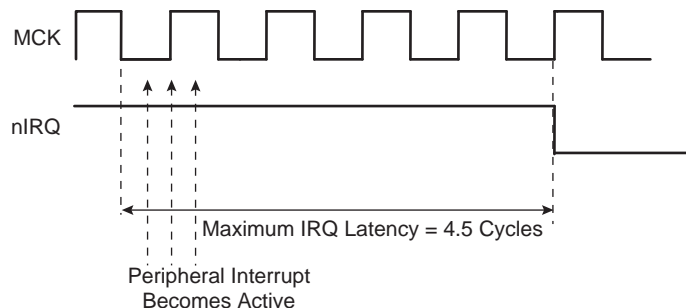 MCK
nIRQ
Maximum IRQ Latency = 4.5 Cycles
Peripheral Interrupt
Becomes Active